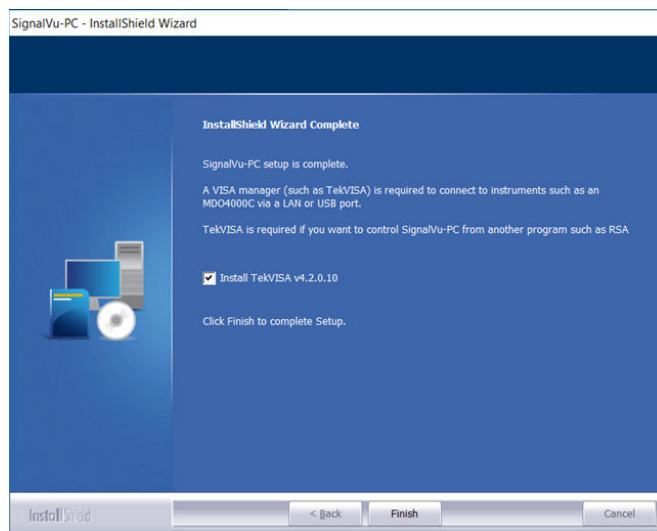 SignalVu-PC - InstallShield Wizard
InstallShield Wizard Complete
SignalVu-PC setup is complete.
A VISA manager (such as TekVISA) is required to connect to instruments such as an
MDO4000C via a LAN or USB port.
TekVISA is required if you want to control SignalVu-PC from another program such as RSA
Install TekVISA v4.2.0.10
Click Finish to complete Setup.
InstallShield
< Back
Finish
Cancel